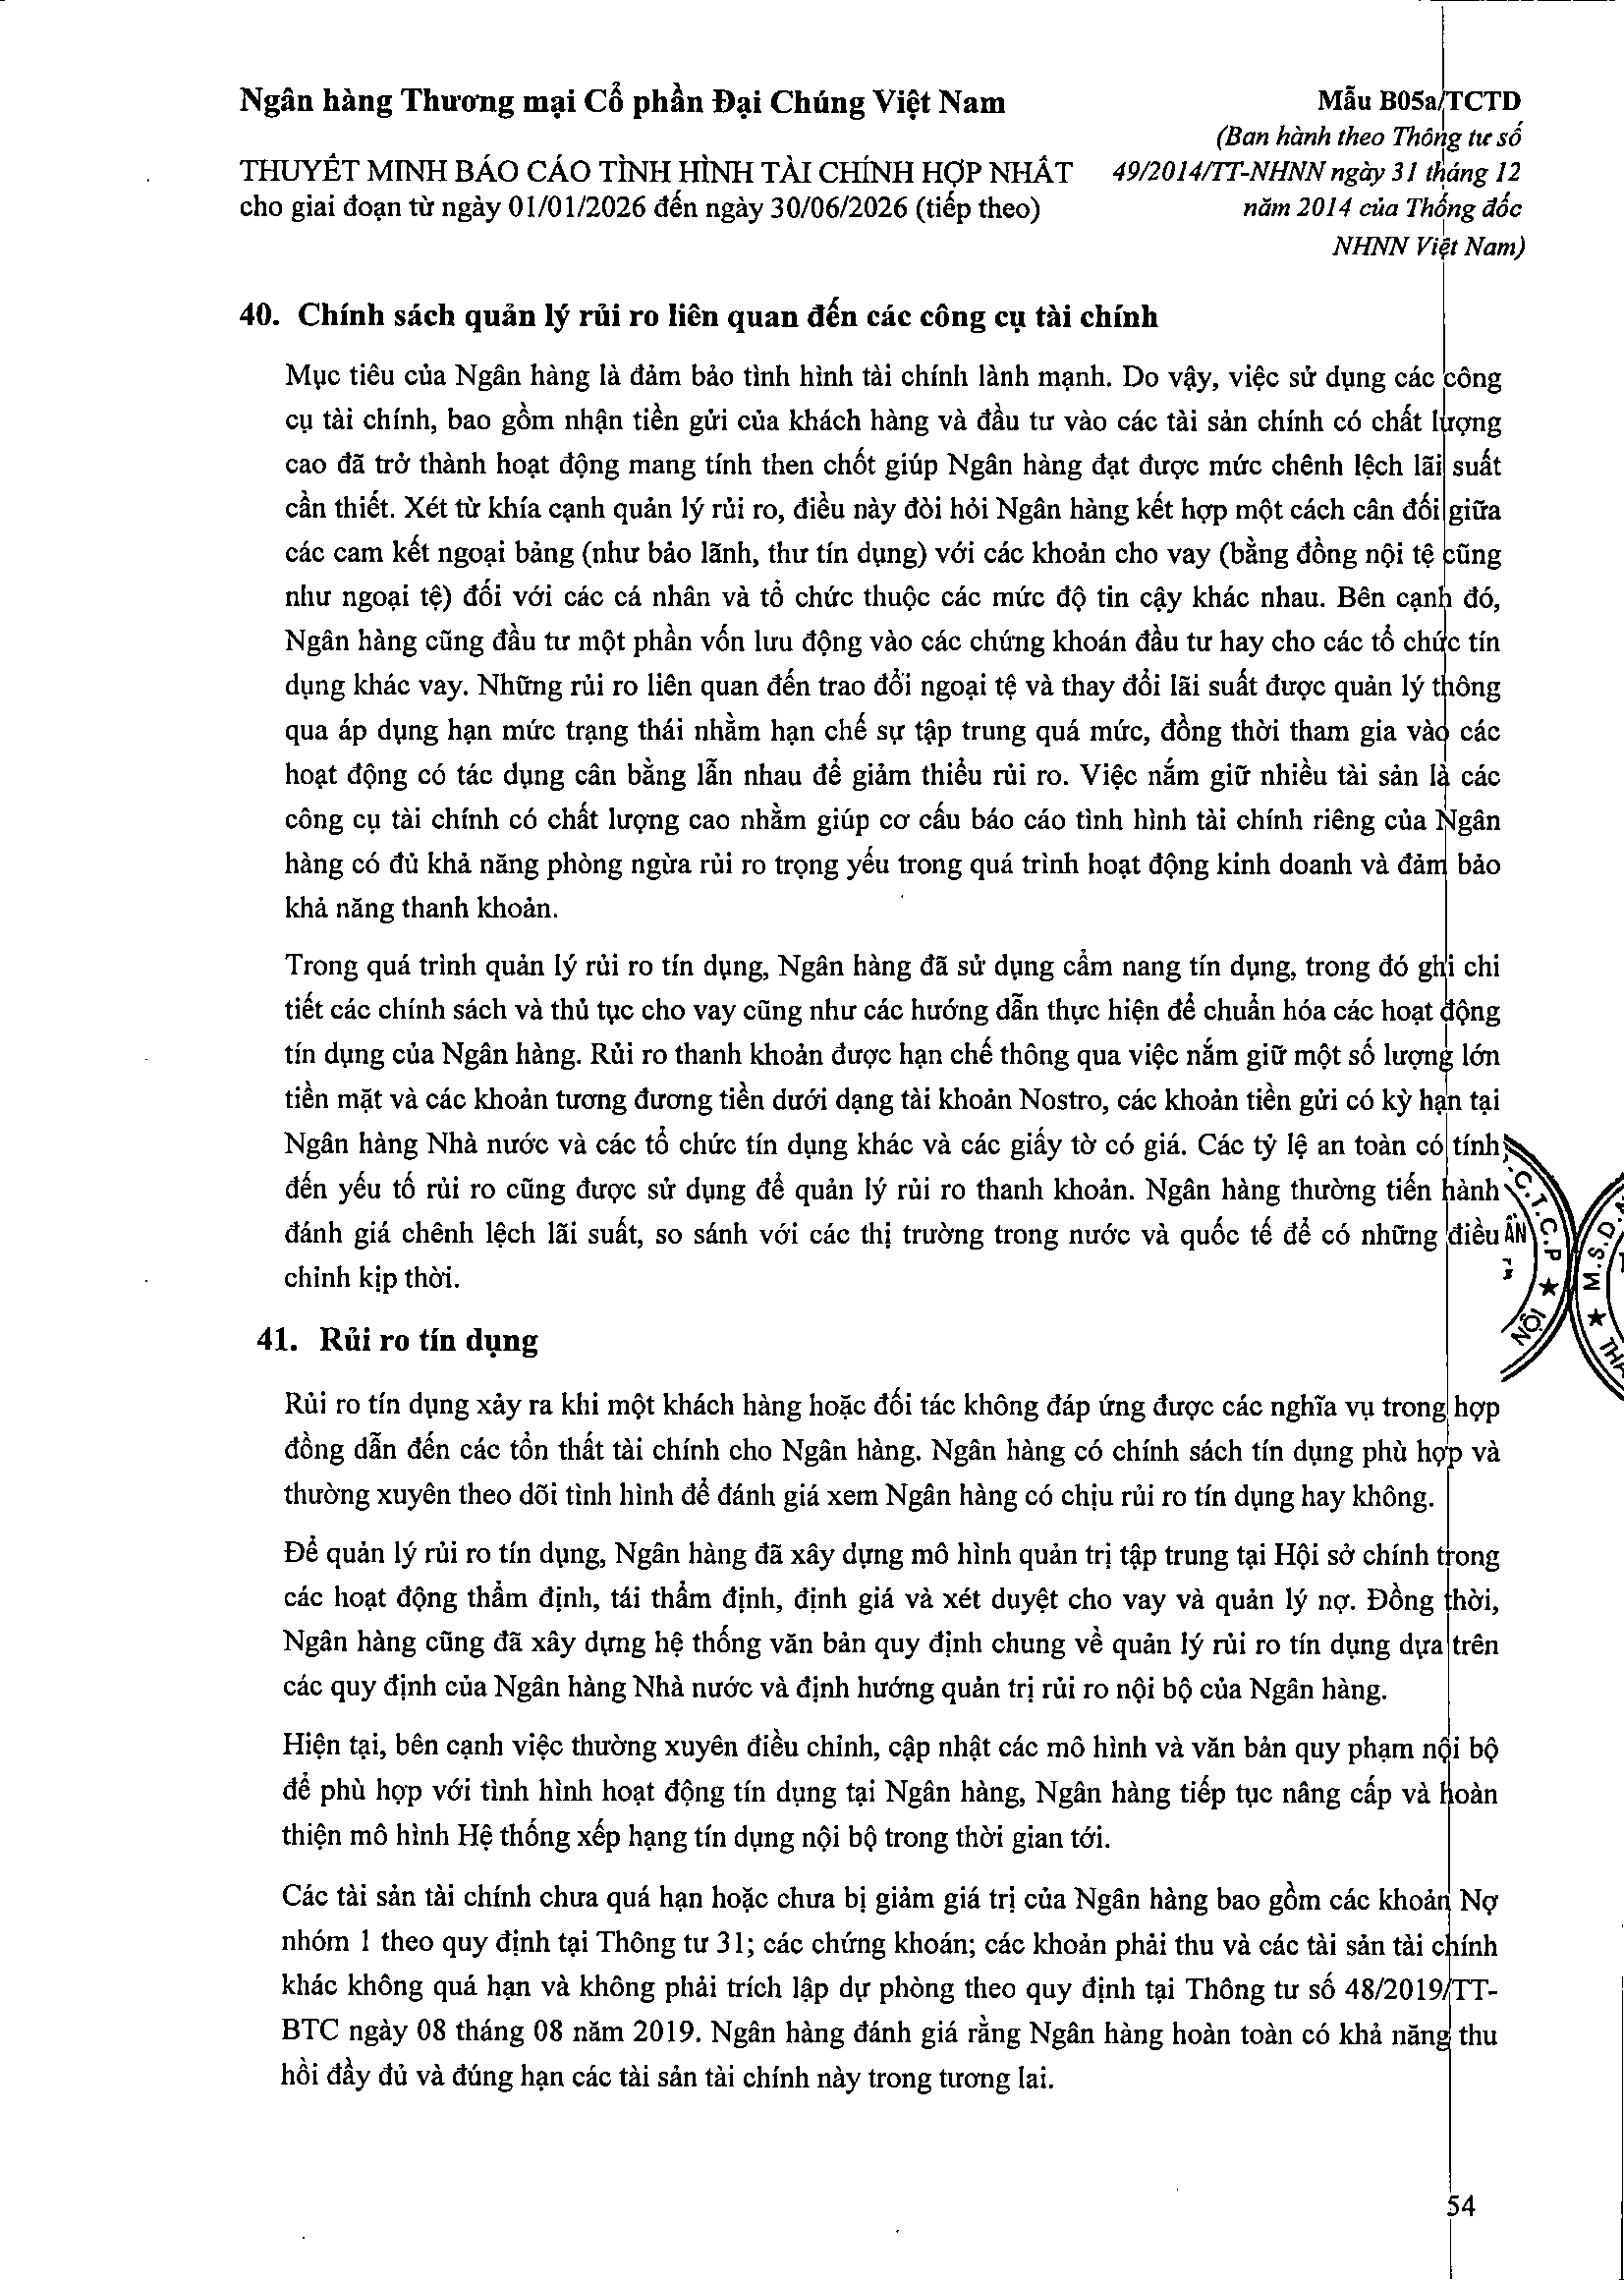 Ngân hàng Thương mại Cổ phần Đại Chúng Việt Nam
Mẫu B05a/TCTD
(Ban hành theo Thông tư số
THUYẾT MINH BÁO CÁO TÌNH HÌNH TÀI CHÍNH HỢP NHẤT
49/2014/TT-NHNN ngày 31 tháng 12
cho giai đoạn từ ngày 01/01/2026 đến ngày 30/06/2026 (tiếp theo)
năm 2014 của Thống đốc
NHNN Việt Nam)
40. Chính sách quản lý rủi ro liên quan đến các công cụ tài chính
Mục tiêu của Ngân hàng là đảm bảo tình hình tài chính lành mạnh. Do vậy, việc sử dụng các công
cụ tài chính, bao gồm nhận tiền gửi của khách hàng và đầu tư vào các tài sản chính có chất lượng
cao đã trở thành hoạt động mang tính then chốt giúp Ngân hàng đạt được mức chênh lệch lãi suất
cần thiết. Xét từ khía cạnh quản lý rủi ro, điều này đòi hỏi Ngân hàng kết hợp một cách cân đối giữa
các cam kết ngoại bảng (như bảo lãnh, thư tín dụng) với các khoản cho vay (bằng đồng nội tệ cũng
như ngoại tệ) đối với các cá nhân và tổ chức thuộc các mức độ tin cậy khác nhau. Bên cạnh đó,
Ngân hàng cũng đầu tư một phần vốn lưu động vào các chứng khoán đầu tư hay cho các tổ chức tín
dụng khác vay. Những rủi ro liên quan đến trao đổi ngoại tệ và thay đổi lãi suất được quản lý thông
qua áp dụng hạn mức trạng thái nhằm hạn chế sự tập trung quá mức, đồng thời tham gia vào các
hoạt động có tác dụng cân bằng lẫn nhau để giảm thiểu rủi ro. Việc nắm giữ nhiều tài sản là các
công cụ tài chính có chất lượng cao nhằm giúp cơ cấu báo cáo tình hình tài chính riêng của Ngân
hàng có đủ khả năng phòng ngừa rủi ro trọng yếu trong quá trình hoạt động kinh doanh và đảm bảo
khả năng thanh khoản.
Trong quá trình quản lý rủi ro tín dụng, Ngân hàng đã sử dụng cẩm nang tín dụng, trong đó ghi chi
tiết các chính sách và thủ tục cho vay cũng như các hướng dẫn thực hiện để chuẩn hóa các hoạt động
tín dụng của Ngân hàng. Rủi ro thanh khoản được hạn chế thông qua việc nắm giữ một số lượng lớn
tiền mặt và các khoản tương đương tiền dưới dạng tài khoản Nostro, các khoản tiền gửi có kỳ hạn tại
Ngân hàng Nhà nước và các tổ chức tín dụng khác và các giấy tờ có giá. Các tỷ lệ an toàn có tính
đến yếu tố rủi ro cũng được sử dụng để quản lý rủi ro thanh khoản. Ngân hàng thường tiến hành
đánh giá chênh lệch lãi suất, so sánh với các thị trường trong nước và quốc tế để có những điều
chỉnh kịp thời.
.C.T.C.P ★ NỘI
M.S.D
41. Rủi ro tín dụng
Rủi ro tín dụng xảy ra khi một khách hàng hoặc đối tác không đáp ứng được các nghĩa vụ trong hợp
đồng dẫn đến các tổn thất tài chính cho Ngân hàng. Ngân hàng có chính sách tín dụng phù hợp và
thường xuyên theo dõi tình hình để đánh giá xem Ngân hàng có chịu rủi ro tín dụng hay không.
Để quản lý rủi ro tín dụng, Ngân hàng đã xây dựng mô hình quản trị tập trung tại Hội sở chính trong
các hoạt động thẩm định, tái thẩm định, định giá và xét duyệt cho vay và quản lý nợ. Đồng thời,
Ngân hàng cũng đã xây dựng hệ thống văn bản quy định chung về quản lý rủi ro tín dụng dựa trên
các quy định của Ngân hàng Nhà nước và định hướng quản trị rủi ro nội bộ của Ngân hàng.
Hiện tại, bên cạnh việc thường xuyên điều chỉnh, cập nhật các mô hình và văn bản quy phạm nội bộ
để phù hợp với tình hình hoạt động tín dụng tại Ngân hàng, Ngân hàng tiếp tục nâng cấp và hoàn
thiện mô hình Hệ thống xếp hạng tín dụng nội bộ trong thời gian tới.
Các tài sản tài chính chưa quá hạn hoặc chưa bị giảm giá trị của Ngân hàng bao gồm các khoản Nợ
nhóm 1 theo quy định tại Thông tư 31; các chứng khoán; các khoản phải thu và các tài sản tài chính
khác không quá hạn và không phải trích lập dự phòng theo quy định tại Thông tư số 48/2019/TT-
BTC ngày 08 tháng 08 năm 2019. Ngân hàng đánh giá rằng Ngân hàng hoàn toàn có khả năng thu
hồi đầy đủ và đúng hạn các tài sản tài chính này trong tương lai.
54